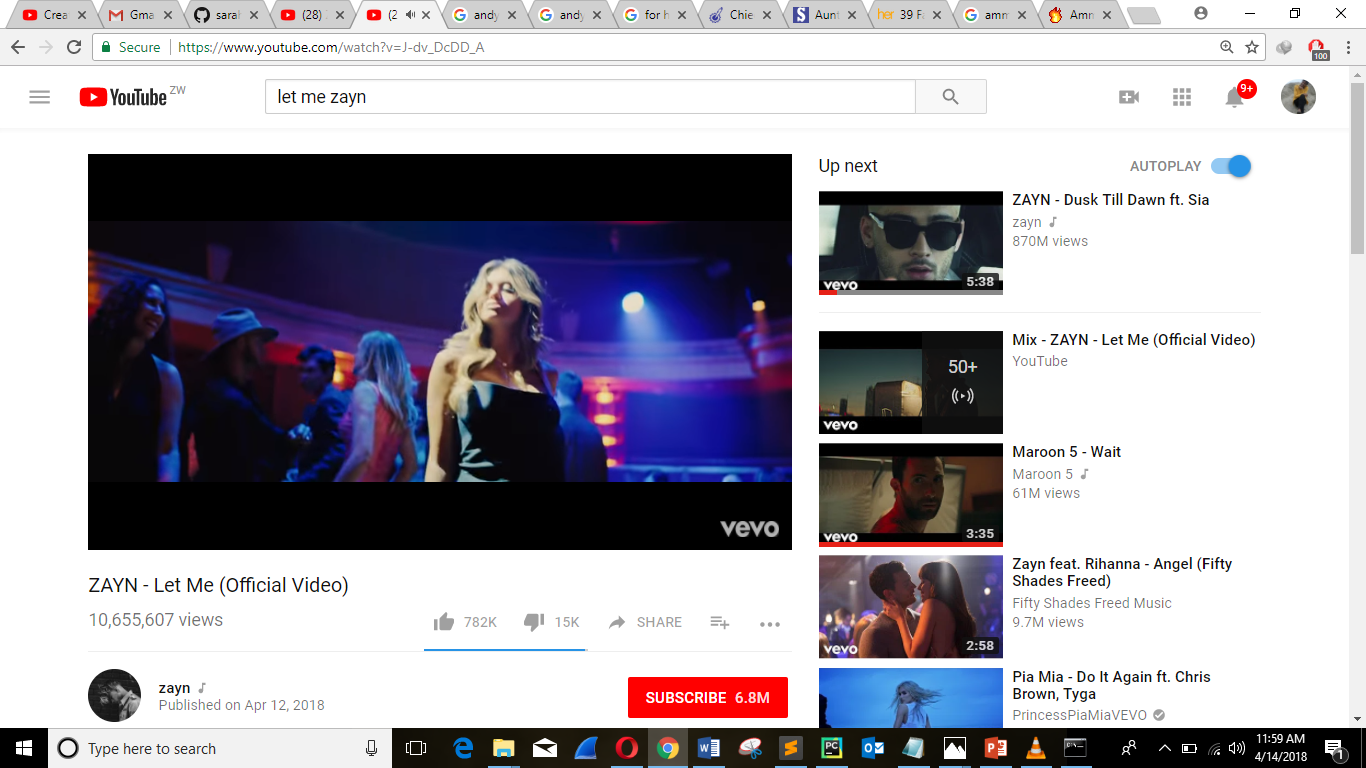 Crea
Gma
sarah
(28)
(2
andy
andy
for h
Chie
Aunt
39 Fa
amm
Amn
Secure
https://www.youtube.com/watch?v=J-dv_DcDD_A
100
YouTube ZW
let me zayn
9+
vevo
ZAYN - Let Me (Official Video)
10,655,607 views
782K
15K
SHARE
zayn
Published on Apr 12, 2018
SUBSCRIBE 6.8M
Up next
AUTOPLAY
vevo
5:38
ZAYN - Dusk Till Dawn ft. Sia
zayn
870M views
50+
vevo
Mix - ZAYN - Let Me (Official Video)
YouTube
vevo
3:35
Maroon 5 - Wait
Maroon 5
61M views
vevo
2:58
Zayn feat. Rihanna - Angel (Fifty
Shades Freed)
Fifty Shades Freed Music
9.7M views
Pia Mia - Do It Again ft. Chris
Brown, Tyga
PrincessPiaMiaVEVO
Type here to search
11:59 AM
4/14/2018
1